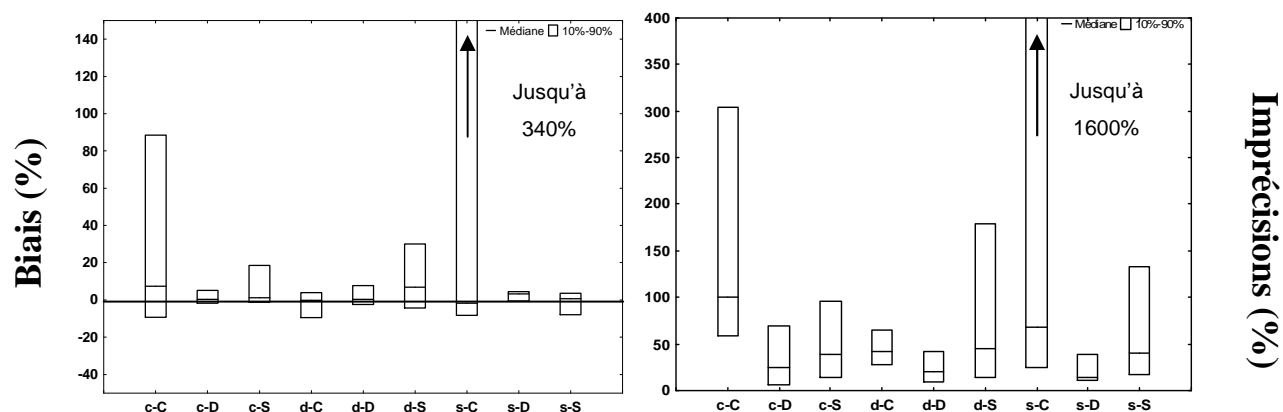 Biais (%)
140
120
100
80
60
40
20
0
-20
-40
Médiane 10%-90%
Jusqu'à
340%
c-C c-D c-S d-C d-D d-S s-C s-D s-S
400
350
300
250
200
150
100
50
0
Médiane 10%-90%
Jusqu'à
1600%
c-C c-D c-S d-C d-D d-S s-C s-D s-S
Imprécisions (%)